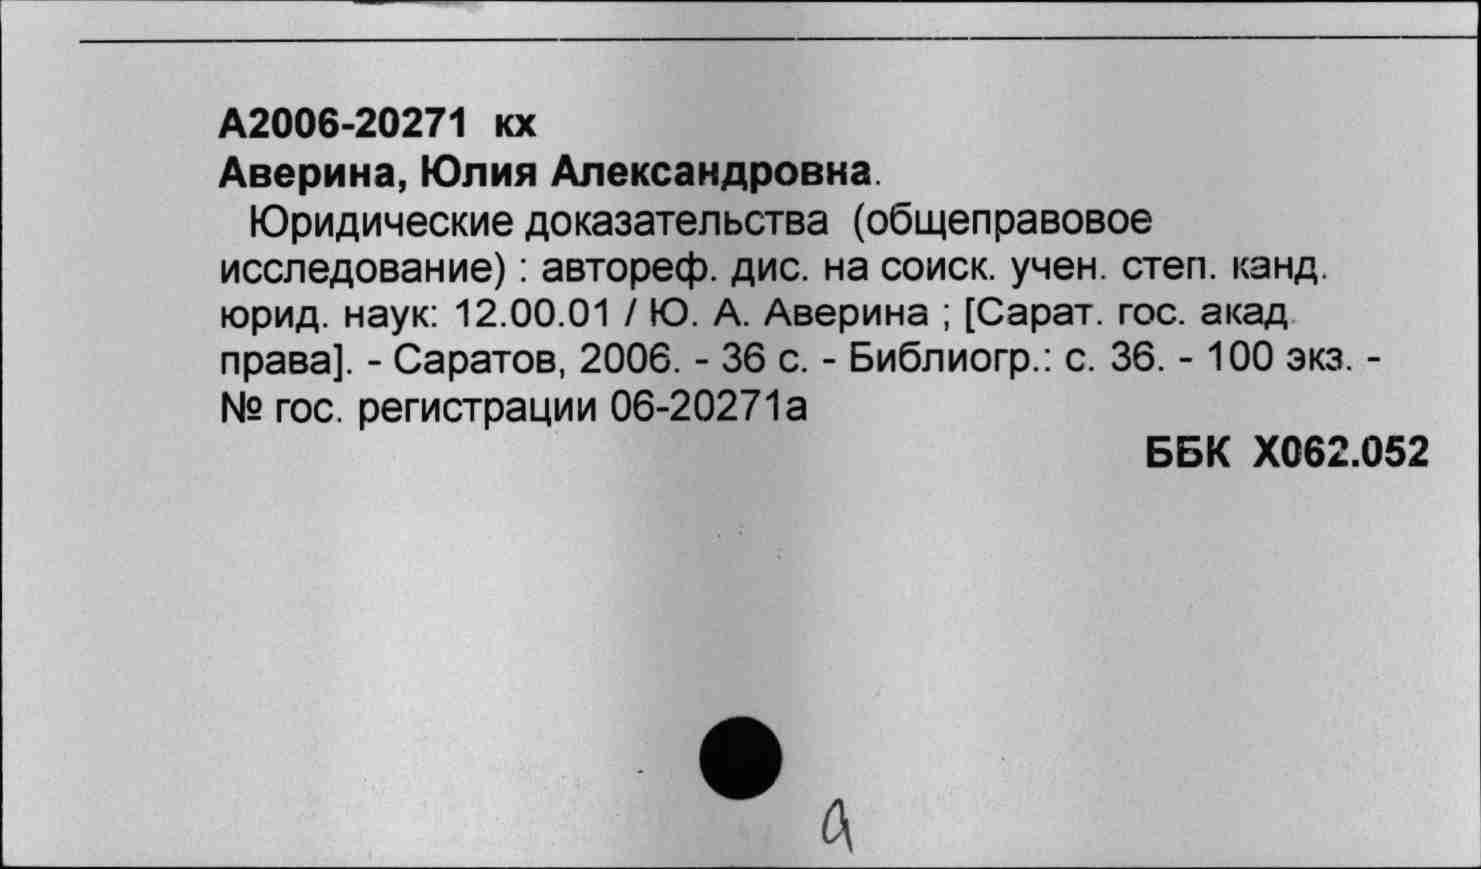 А2006-20271 кх
Аверина, Юлия Александровна.
Юридические доказательства (общеправовое
исследование) : автореф. дис. на соиск. учен. степ. канд.
юрид. наук: 12.00.01 / Ю. А. Аверина ; [Сарат. гос. акад
права]. - Саратов, 2006. - 36 с. - Библиогр.: с. 36. - 100 экз. -
№ гос. регистрации 06-20271а
ББК Х062.052